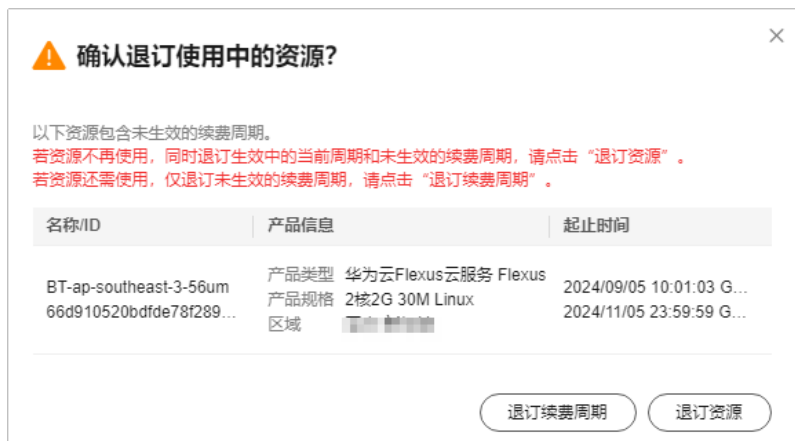 确认退订使用中的资源?
以下资源包含未生效的续费周期。
若资源不再使用，同时退订生效中的当前周期和未生效的续费周期，请点击“退订资源”。
若资源还需使用，仅退订未生效的续费周期，请点击“退订续费周期”。
名称/ID 产品信息 起止时间
BT-ap-southeast-3-56um
66d910520bdfde78f289...
产品类型 华为云Flexus云服务 Flexus
产品规格 2核2G 30M Linux
区域
2024/09/05 10:01:03 G...
2024/11/05 23:59:59 G...
退订续费周期 退订资源